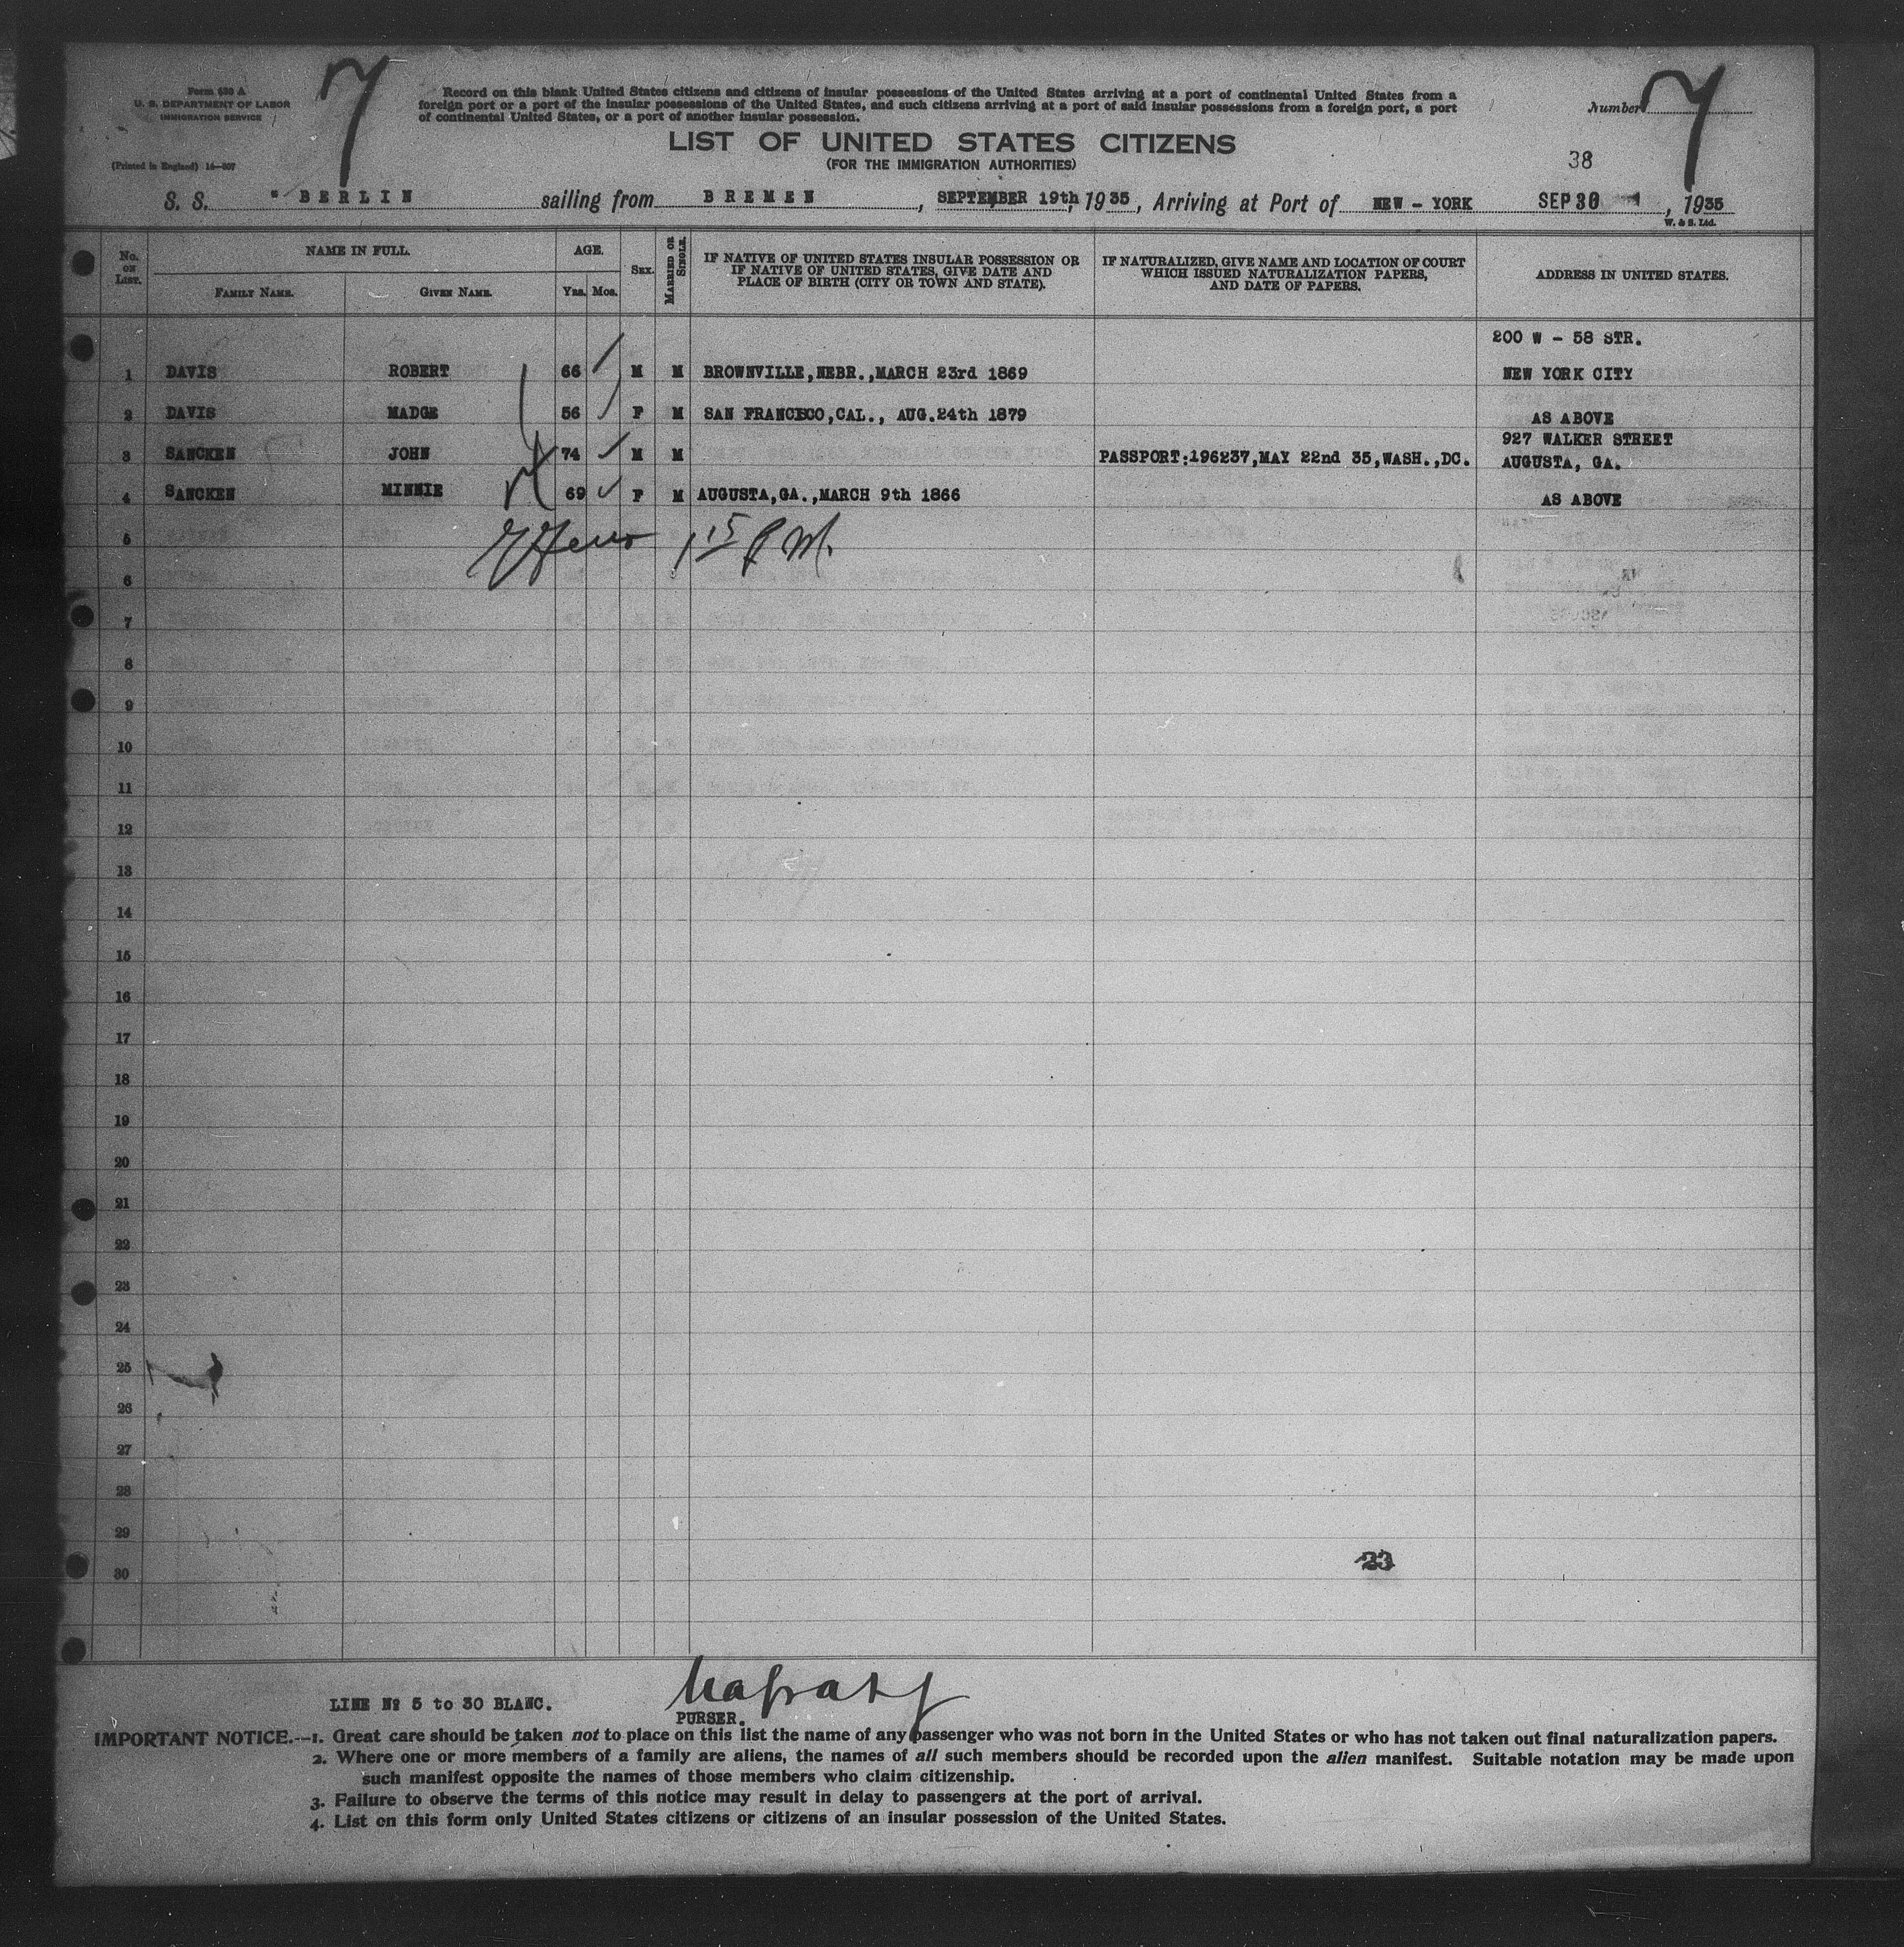 Form 630 A
U. S. DEPARTMENT OF LABOR
IMMIGRATION SERVICE
(Printed in England) 14—507
7
Record on this blank United States citizens and citizens of insular possessions of the United States arriving at a port of continental United States from a
foreign port or a port of the insular possessions of the United States, and such citizens arriving at a port of said insular possessions from a foreign port, a port
of continental United States, or a port of another insular possession.
Number 7
LIST OF UNITED STATES CITIZENS
(FOR THE IMMIGRATION AUTHORITIES)
38
S. S. " BERLIN sailing from BREMEN, SEPTEMBER 19th, 1935, Arriving at Port of NEW - YORK SEP 30, 1935
W. & S. Ltd.
No. on List. NAME IN FULL. AGE. Sex. MARRIED OR SINGLE. IF NATIVE OF UNITED STATES INSULAR POSSESSION OR IF NATIVE OF UNITED STATES, GIVE DATE AND PLACE OF BIRTH (CITY OR TOWN AND STATE). IF NATURALIZED, GIVE NAME AND LOCATION OF COURT WHICH ISSUED NATURALIZATION PAPERS, AND DATE OF PAPERS. ADDRESS IN UNITED STATES.
FAMILY NAME. GIVEN NAME. Yrs. Mos.
200 W - 58 STR.
1 DAVIS ROBERT 66 M M BROWNVILLE,NEBR.,MARCH 23rd 1869 NEW YORK CITY
2 DAVIS MADGE 56 F M SAN FRANCISCO,CAL., AUG.24th 1879 AS ABOVE
927 WALKER STREET
3 SANCKEN JOHN 74 M M PASSPORT:196237,MAY 22nd 35,WASH.,DC. AUGUSTA, GA.
4 SANCKEN MINNIE 69 F M AUGUSTA,GA.,MARCH 9th 1866 AS ABOVE
5 1 15 P M.
6
7
8
9
10
11
12
13
14
15
16
17
18
19
20
21
22
23
24
25
26
27
28
29
23
30
LINE No 5 to 30 BLANC.
PURSER.
IMPORTANT NOTICE.—1. Great care should be taken not to place on this list the name of any passenger who was not born in the United States or who has not taken out final naturalization papers.
2. Where one or more members of a family are aliens, the names of all such members should be recorded upon the alien manifest. Suitable notation may be made upon
such manifest opposite the names of those members who claim citizenship.
3. Failure to observe the terms of this notice may result in delay to passengers at the port of arrival.
4. List on this form only United States citizens or citizens of an insular possession of the United States.